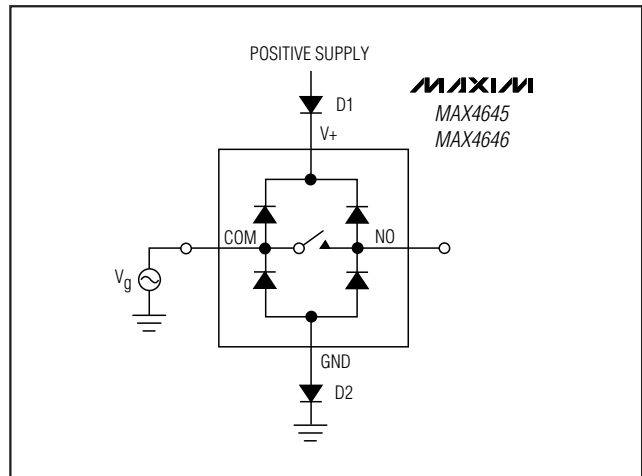 POSITIVE SUPPLY
D1
MAXIM
MAX4645
MAX4646
V+
COM
NO
Vg
GND
D2